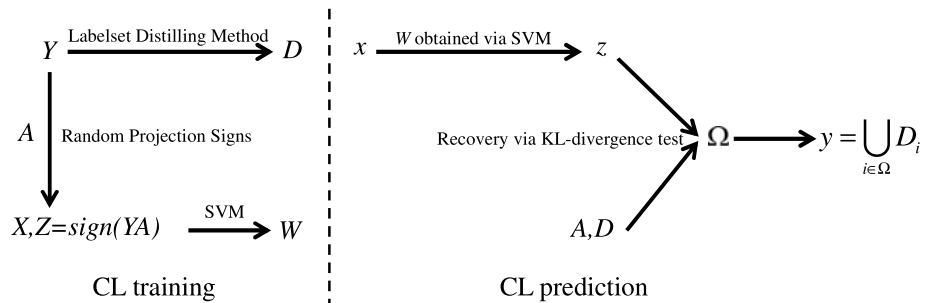 Labelset Distilling Method
Y
D
A
Random Projection Signs
X,Z=sign(YA)
SVM
W
CL training
x
W obtained via SVM
z
Recovery via KL-divergence test
Ω
y = ⋃ D_i
i∈Ω
A,D
CL prediction